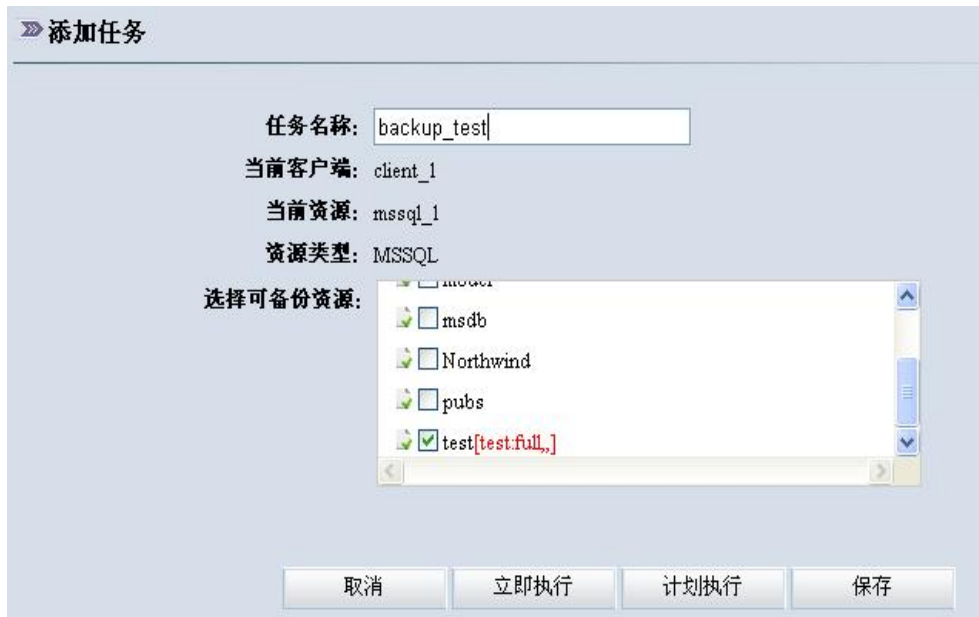 添加任务
任务名称: backup_test
当前客户端: client_1
当前资源: mssql_1
资源类型: MSSQL
选择可备份资源:
msdb
Northwind
pubs
test[test:full,,]
取消 立即执行 计划执行 保存